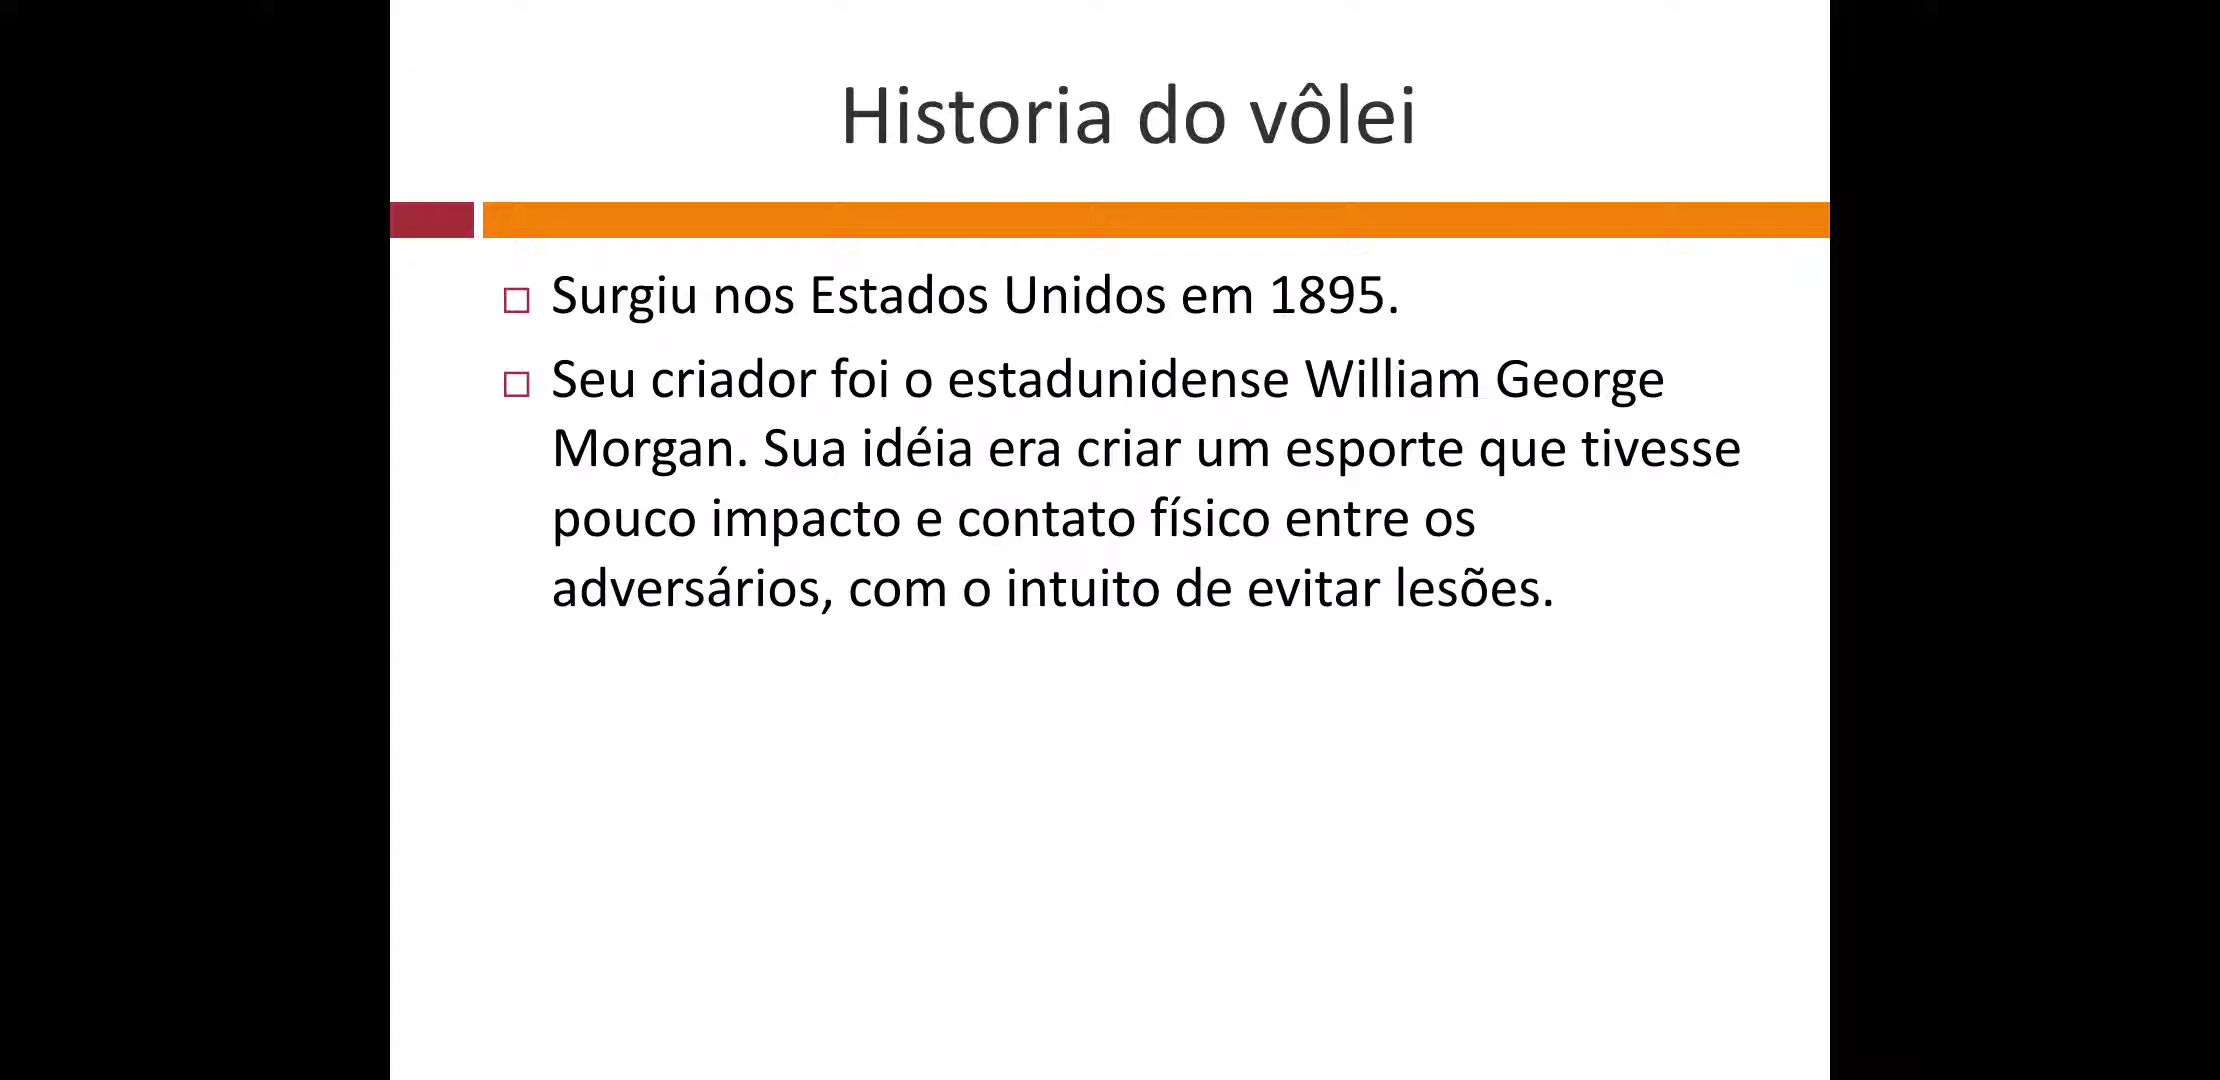 Historia do vôlei
Surgiu nos Estados Unidos em 1895.
Seu criador foi o estadunidense William George
Morgan. Sua idéia era criar um esporte que tivesse
pouco impacto e contato físico entre os
adversários, com o intuito de evitar lesões.